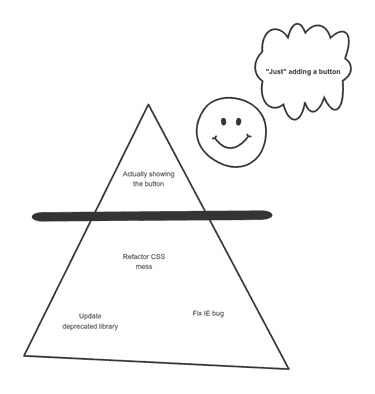 "Just" adding a button
Actually showing
the button
Refactor CSS
mess
Update
deprecated library
Fix IE bug